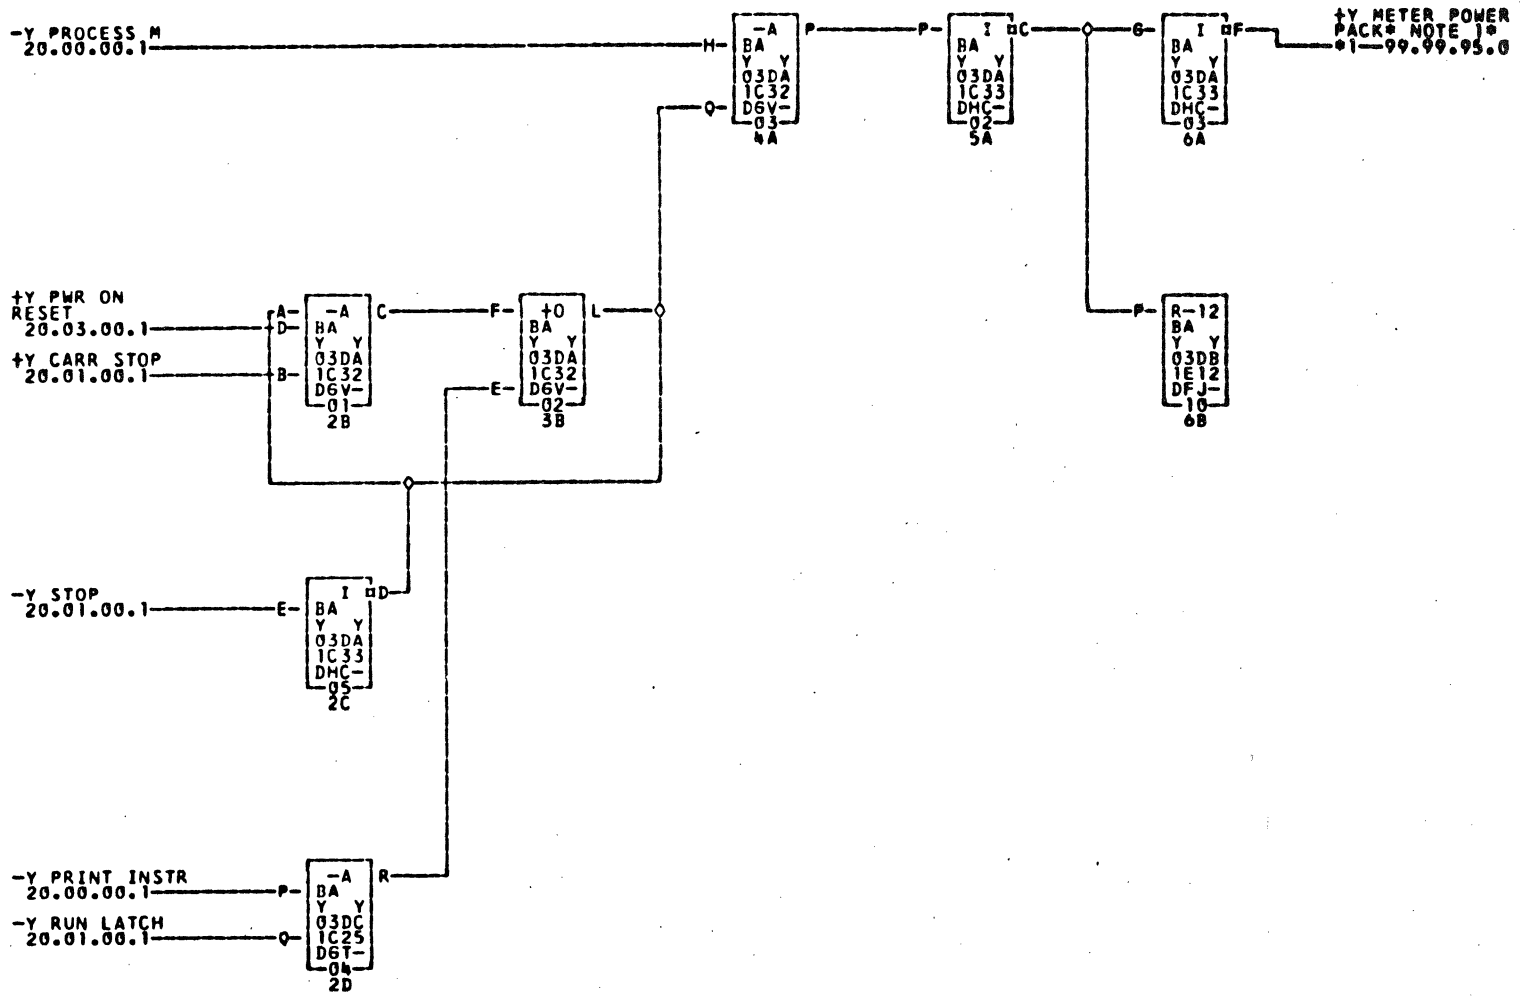 -Y PROCESS M
20.00.00.1
H
Q
-A
BA
Y Y
03DA
1C32
D6V-
03
4A
P
P
I
BA
Y Y
03DA
1C33
DHC-
02
5A
C
G
I
BA
Y Y
03DA
1C33
DHC-
03
6A
F
+Y METER POWER
PACK* NOTE 1*
*1-99.99.95.0
+Y PWR ON
RESET
20.03.00.1
+Y CARR STOP
20.01.00.1
A
D
B
-A
BA
Y Y
03DA
1C32
D6V-
01
2B
C
F
E
+O
BA
Y Y
03DA
1C32
D6V-
02
3B
L
P
R-12
BA
Y Y
03DB
1E12
DFJ-
10
6B
-Y STOP
20.01.00.1
E
I
BA
Y Y
03DA
1C33
DHC-
05
2C
D
-Y PRINT INSTR
20.00.00.1
-Y RUN LATCH
20.01.00.1
P
Q
-A
BA
Y Y
03DC
1C25
D6T-
04
2D
R